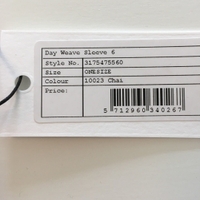 Day Weave Sleeve 6
Style No. 3175475560
Size ONESIZE
Colour 10023 Chai
Price:
5 712960 340267